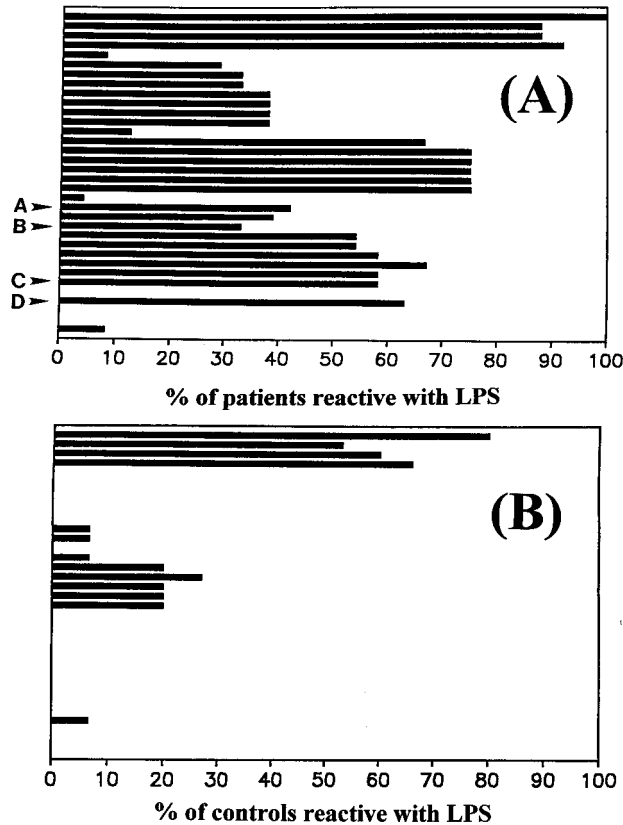 (A)
A
B
C
D
0 10 20 30 40 50 60 70 80 90 100
% of patients reactive with LPS
(B)
0 10 20 30 40 50 60 70 80 90 100
% of controls reactive with LPS